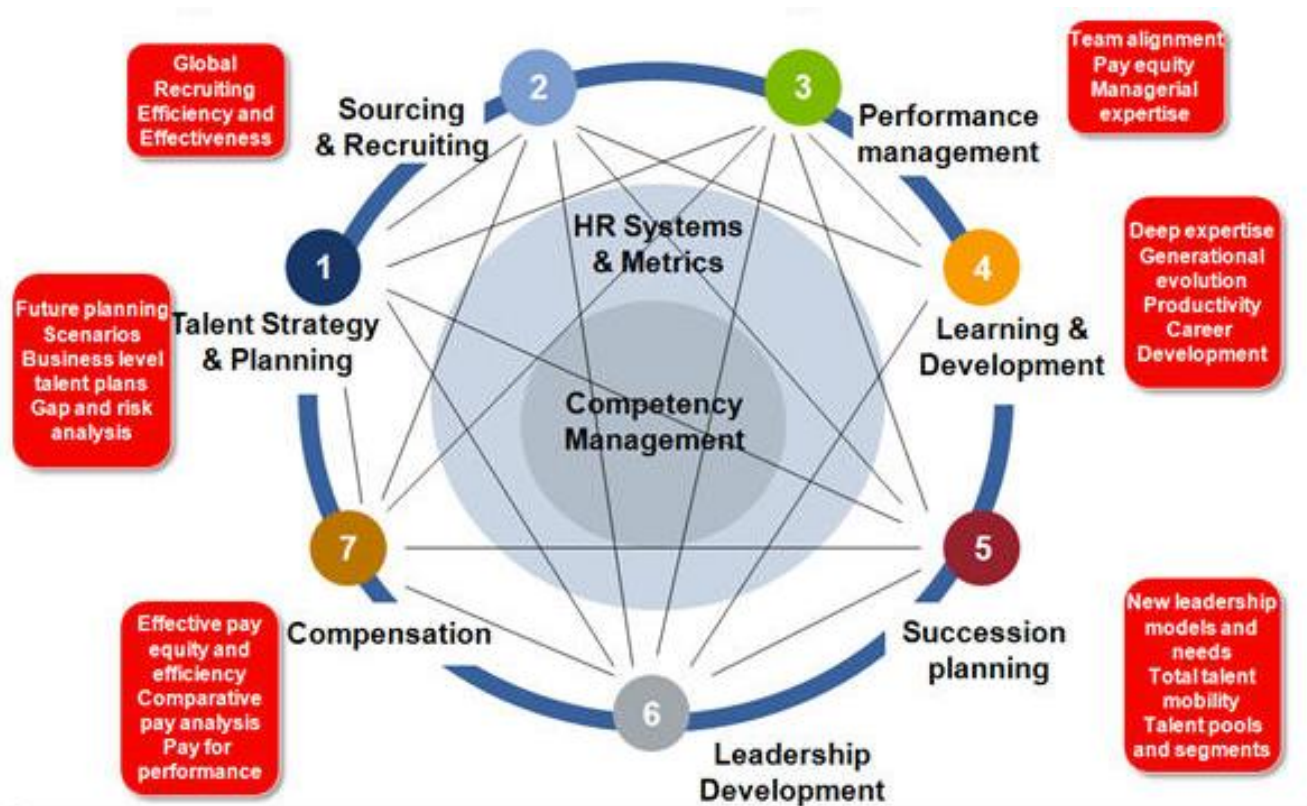 Global
Recruiting
Efficiency and
Effectiveness
2
Sourcing
& Recruiting
3
Performance
management
Team alignment
Pay equity
Managerial
expertise
1
Talent Strategy
& Planning
Future planning
Scenarios
Business level
talent plans
Gap and risk
analysis
HR Systems
& Metrics
Competency
Management
4
Learning &
Development
Deep expertise
Generational
evolution
Productivity
Career
Development
7
Compensation
Effective pay
equity and
efficiency
Comparative
pay analysis
Pay for
performance
6
Leadership
Development
5
Succession
planning
New leadership
models and
needs
Total talent
mobility
Talent pools
and segments